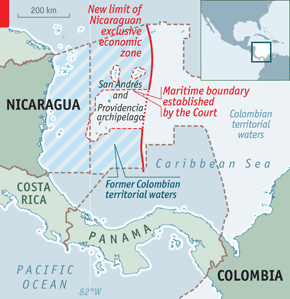 200 km
New limit of
Nicaraguan
exclusive
economic
zone
NICARAGUA
San Andrés
and
Providencia
archipelago
Maritime boundary
established
by the Court
Colombian
territorial
waters
Caribbean Sea
Former Colombian
territorial waters
COSTA
RICA
PANAMA
PACIFIC
OCEAN
82°W
COLOMBIA